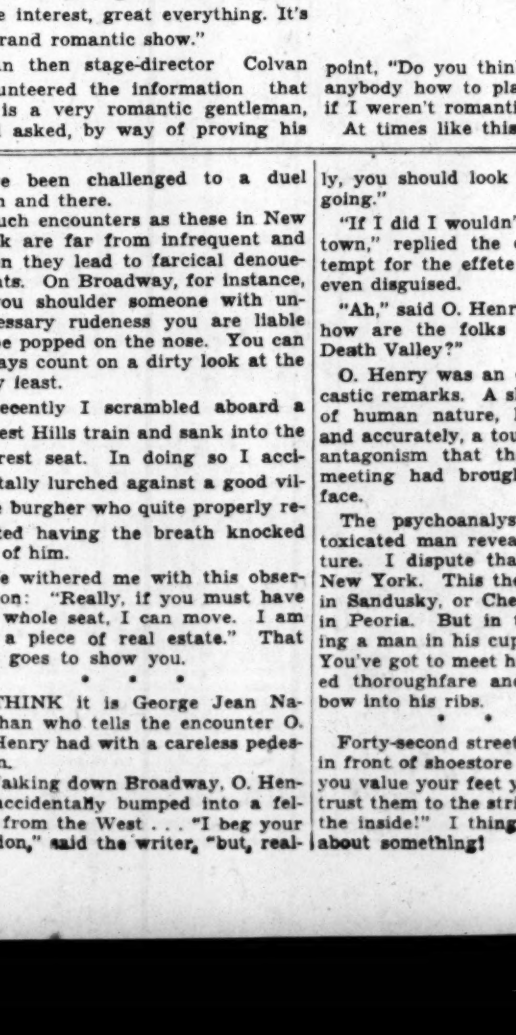 e interest, great everything. It's
rand romantic show."
n then stage-director Colvan
unteered the information that
is a very romantic gentleman,
asked, by way of proving his
point, "Do you thin
anybody how to pla
if I weren't romanti
At times like this
e been challenged to a duel
n and there.
uch encounters as these in New
k are far from infrequent and
n they lead to farcical denoue-
ts. On Broadway, for instance,
ou shoulder someone with un-
essary rudeness you are liable
e popped on the nose. You can
ays count on a dirty look at the
y least.
ecently I scrambled aboard a
est Hills train and sank into the
rest seat. In doing so I acci-
tally lurched against a good vil-
e burgher who quite properly re-
ted having the breath knocked
of him.
e withered me with this obser-
on: "Really, if you must have
whole seat, I can move. I am
a piece of real estate." That
goes to show you.
* * *
THINK it is George Jean Na-
han who tells the encounter O.
Henry had with a careless pedes-
n.
alking down Broadway, O. Hen-
accidentally bumped into a fel-
from the West . . . "I beg your
don," said the writer, "but, real-
ly, you should look
going."
"If I did I wouldn'
town," replied the
tempt for the effete
even disguised.
"Ah," said O. Henr
how are the folks
Death Valley?"
O. Henry was an
castic remarks. A s
of human nature,
and accurately, a tou
antagonism that th
meeting had brough
face.
The psychoanalys
toxicated man revea
ture. I dispute tha
New York. This the
in Sandusky, or Che
in Peoria. But in
ing a man in his cup
You've got to meet h
ed thoroughfare and
bow into his ribs.
* *
Forty-second street
in front of shoestore
you value your feet y
trust them to the stri
the inside!" I thing
about something!